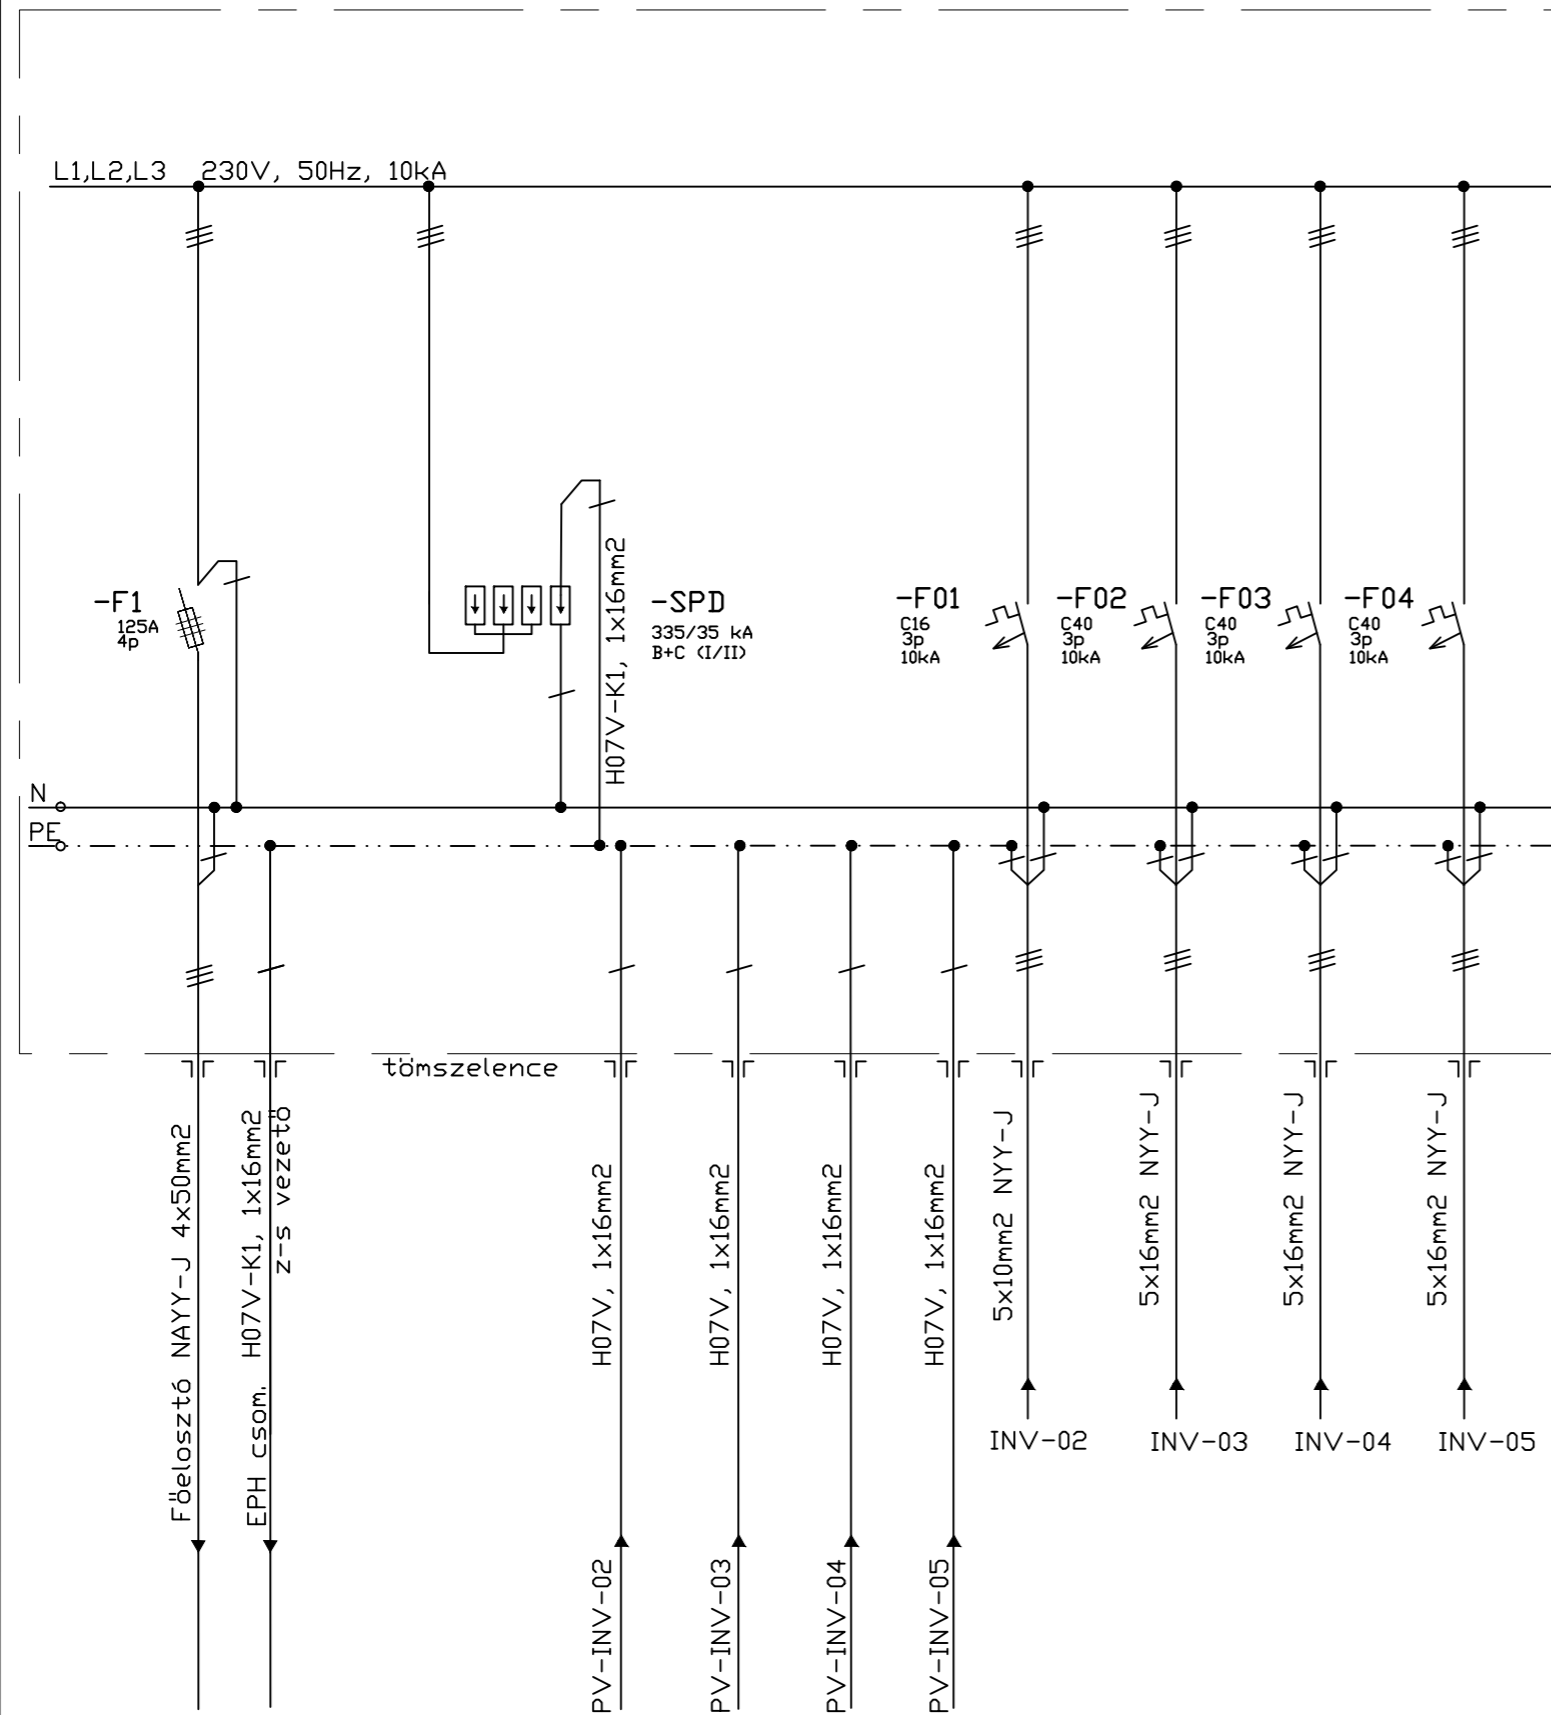 L1,L2,L3 230V, 50Hz, 10kA
-F1
125A
4p
H07V-K1, 1x16mm2
-SPD
335/35 kA
B+C (I/II)
-F01
C16
3p
10kA
-F02
C40
3p
10kA
-F03
C40
3p
10kA
-F04
C40
3p
10kA
N
PE
tömszelence
Főelosztó NAYY-J 4x50mm2
EPH csom. H07V-K1, 1x16mm2
z-s vezető
H07V, 1x16mm2
H07V, 1x16mm2
H07V, 1x16mm2
H07V, 1x16mm2
5x10mm2 NYY-J
5x16mm2 NYY-J
5x16mm2 NYY-J
5x16mm2 NYY-J
INV-02
INV-03
INV-04
INV-05
PV-INV-02
PV-INV-03
PV-INV-04
PV-INV-05